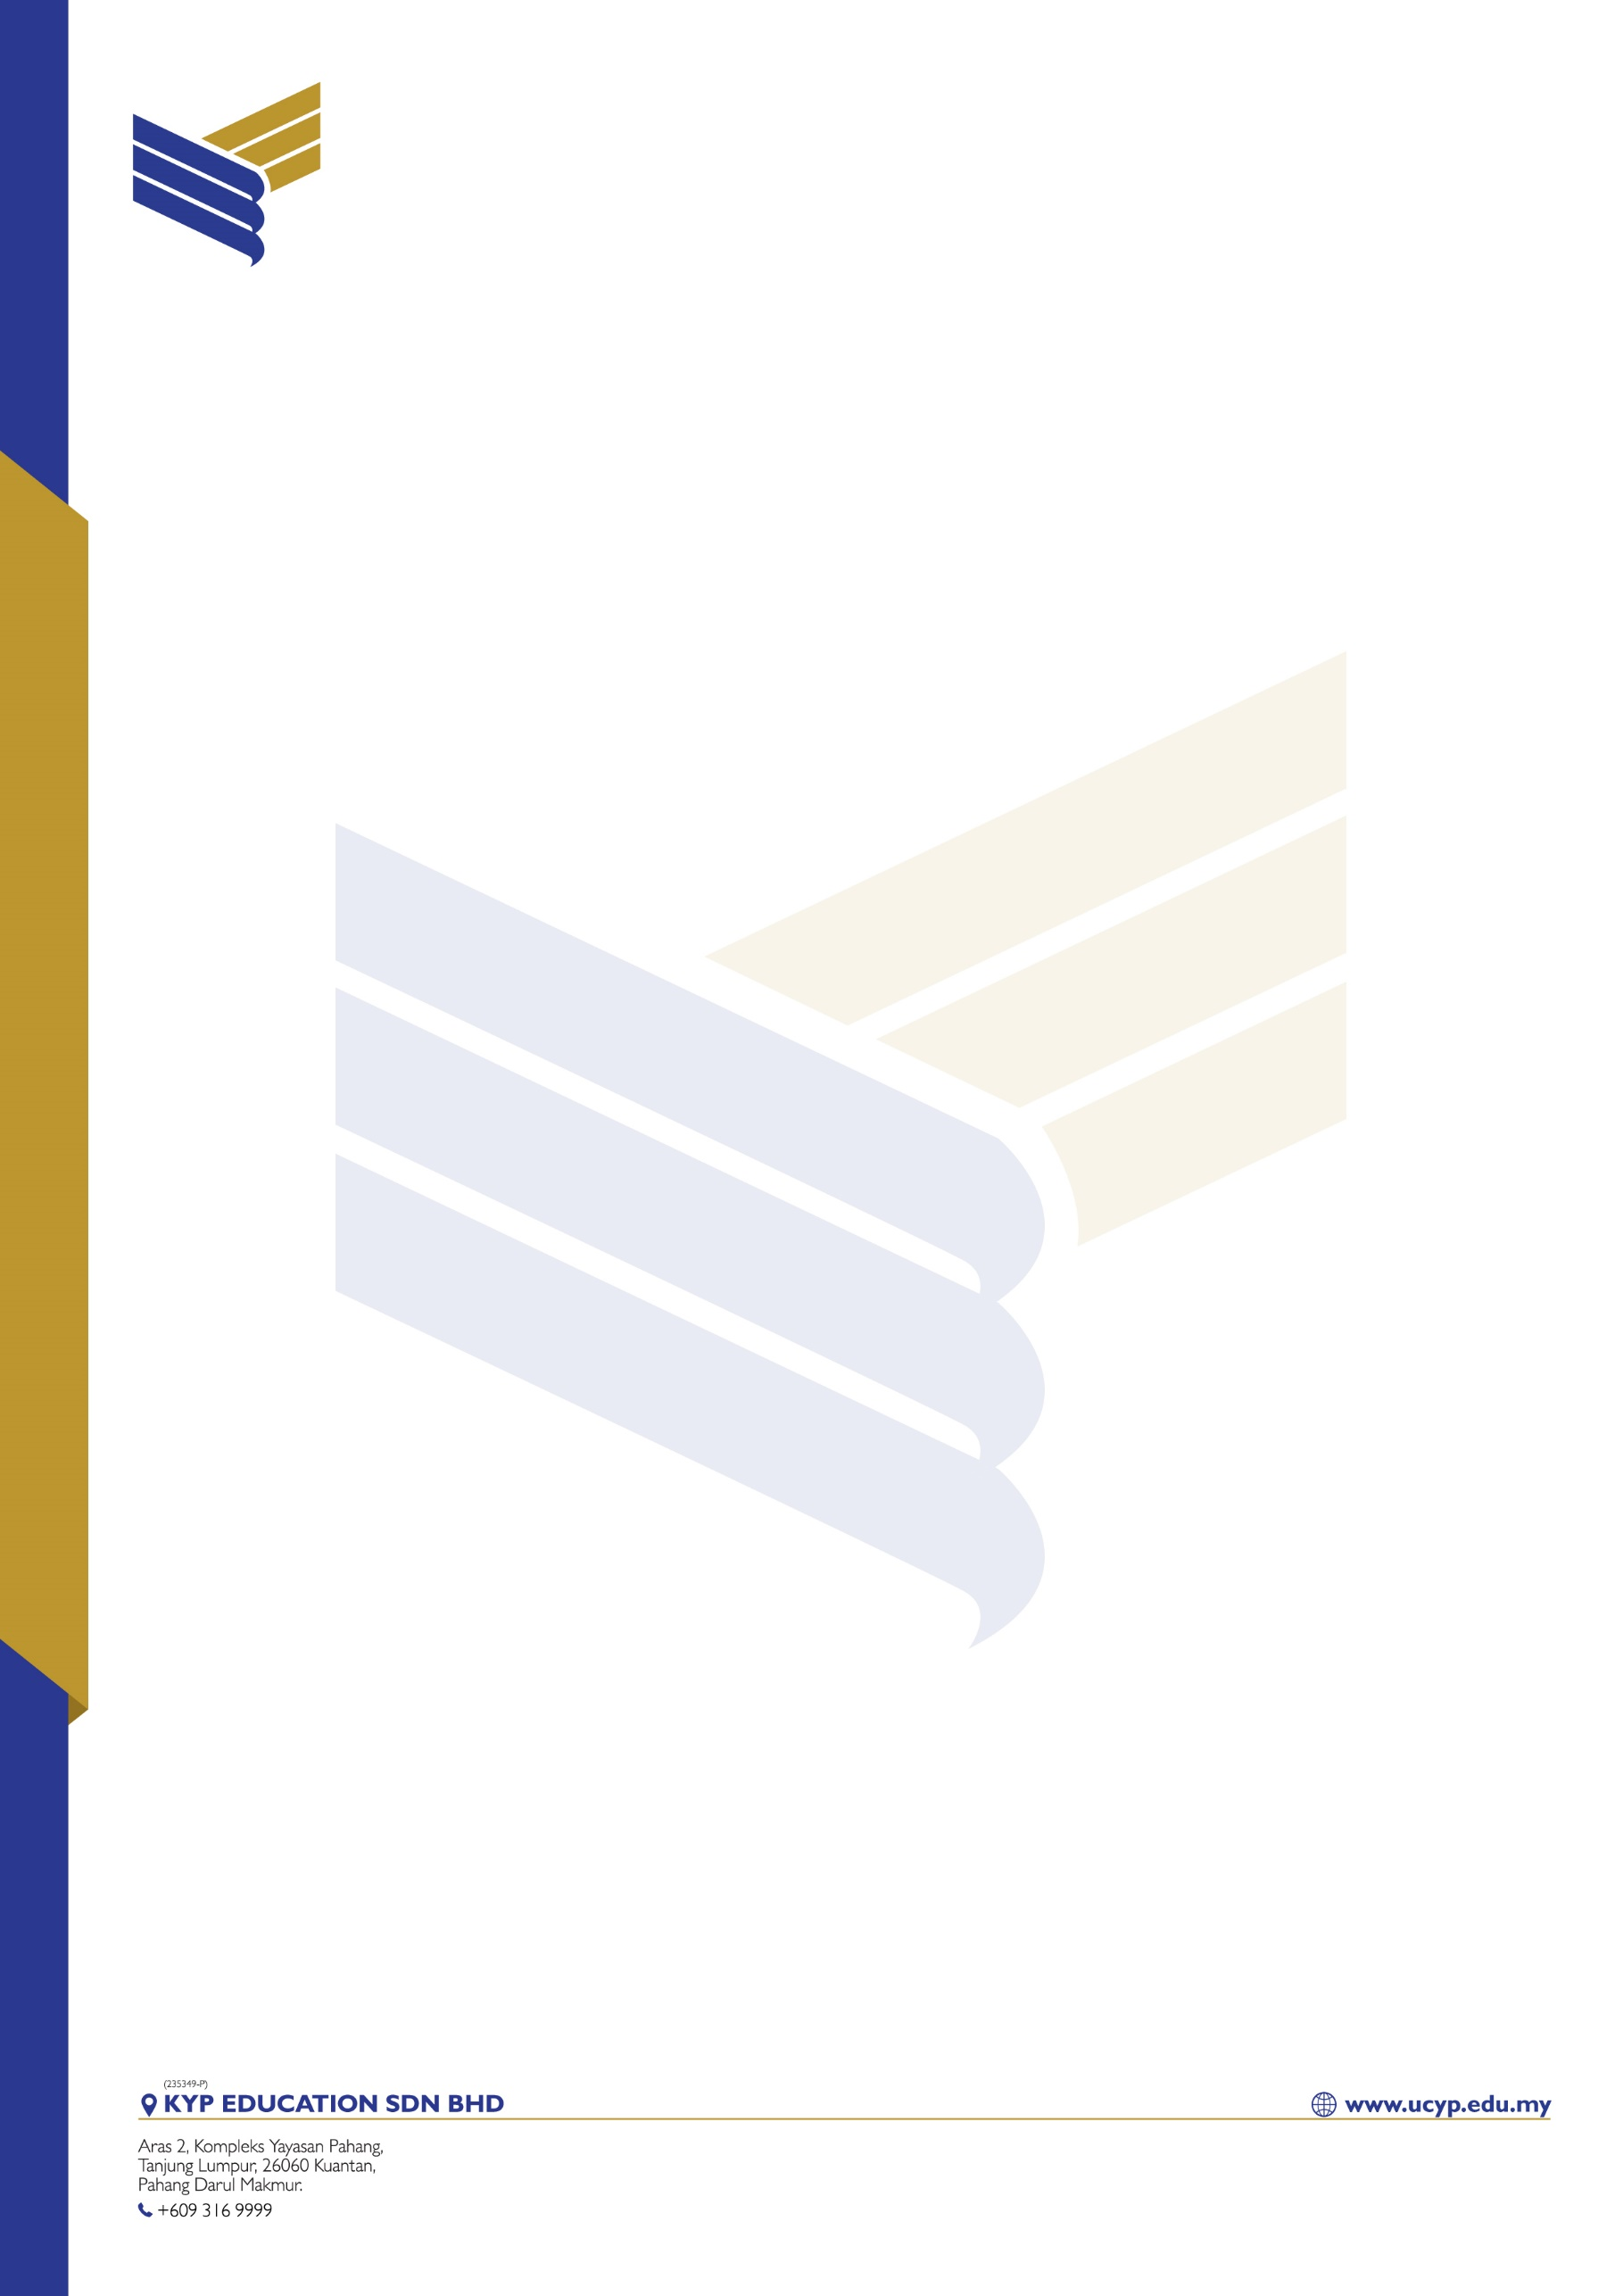 (235349-P)
KYP EDUCATION SDN BHD
www.ucyp.edu.my
Aras 2, Kompleks Yayasan Pahang,
Tanjung Lumpur, 26060 Kuantan,
Pahang Darul Makmur.
+609 316 9999